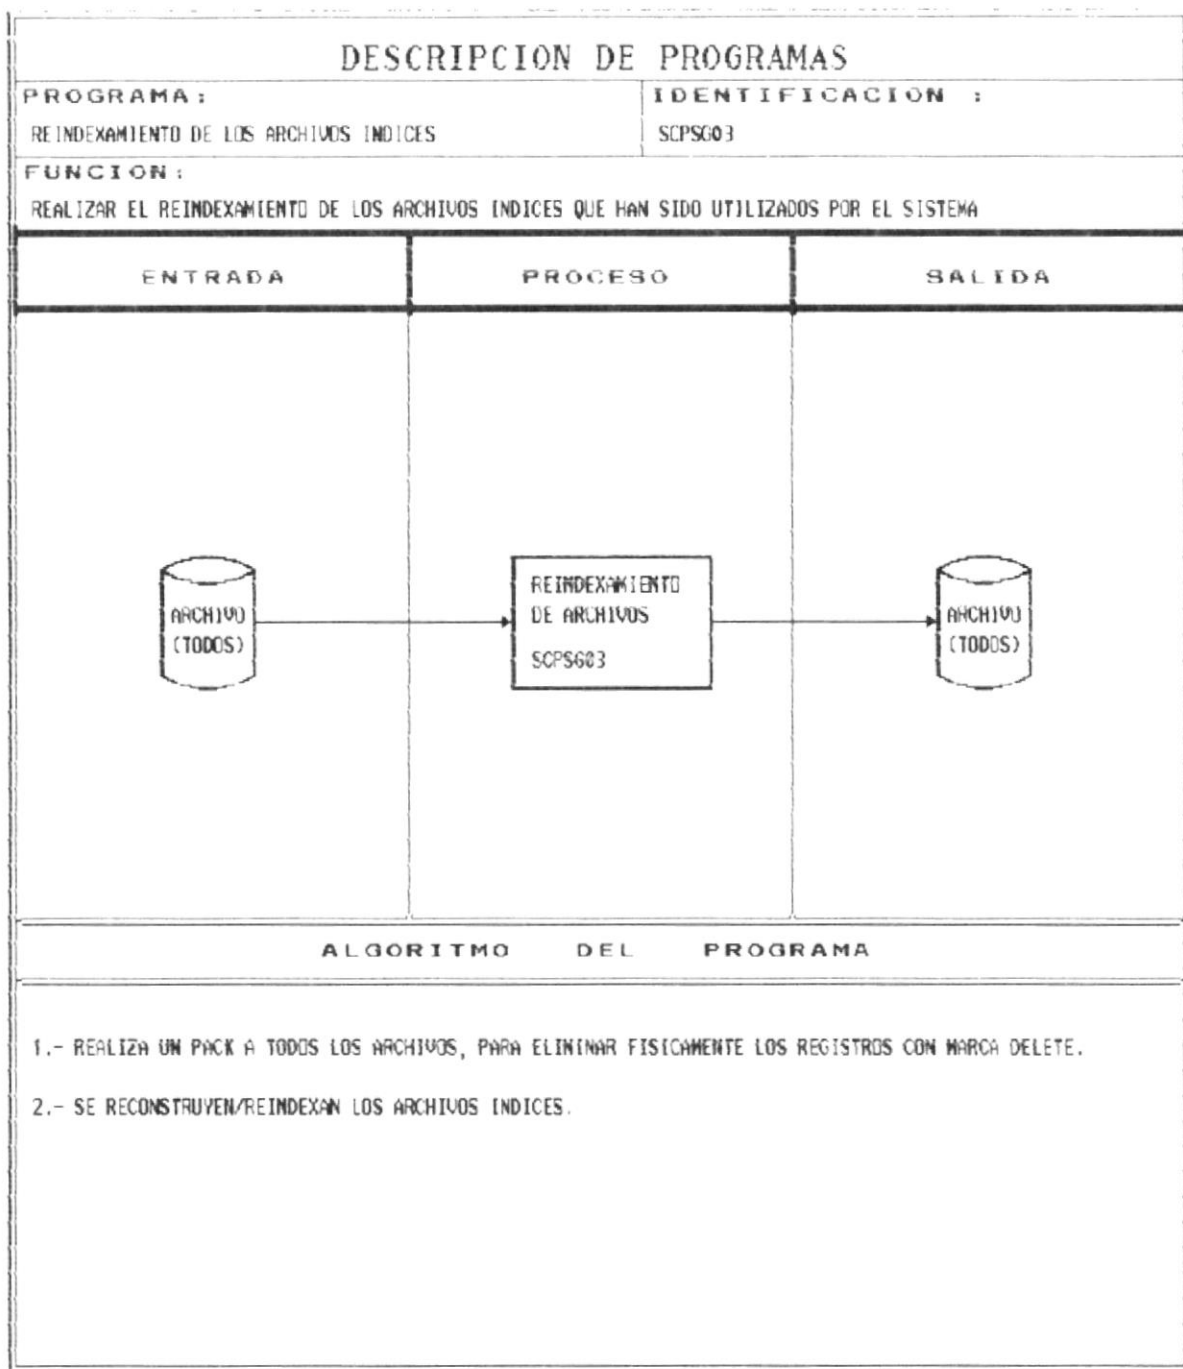 DESCRIPCION DE PROGRAMAS
PROGRAMA:
IDENTIFICACION :
REINDEXAMIENTO DE LOS ARCHIVOS INDICES
SCPSG03
FUNCION:
REALIZAR EL REINDEXAMIENTO DE LOS ARCHIVOS INDICES QUE HAN SIDO UTILIZADOS POR EL SISTEMA
ENTRADA
PROCESO
SALIDA
ARCHIVO
(TODOS)
REINDEXAMIENTO
DE ARCHIVOS
SCPSG03
ARCHIVO
(TODOS)
ALGORITMO DEL PROGRAMA
1.- REALIZA UN PACK A TODOS LOS ARCHIVOS, PARA ELIMINAR FISICAMENTE LOS REGISTROS CON MARCA DELETE.
2.- SE RECONSTRUYEN/REINDEXAN LOS ARCHIVOS INDICES.